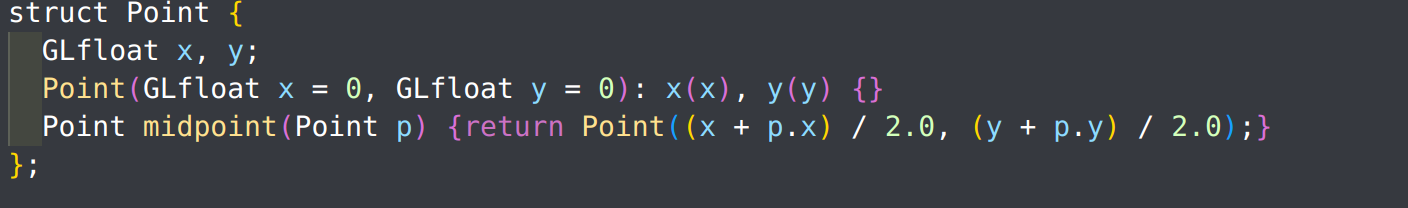 struct Point {
GLfloat x, y;
Point(GLfloat x = 0, GLfloat y = 0): x(x), y(y) {}
Point midpoint(Point p) {return Point((x + p.x) / 2.0, (y + p.y) / 2.0);}
};